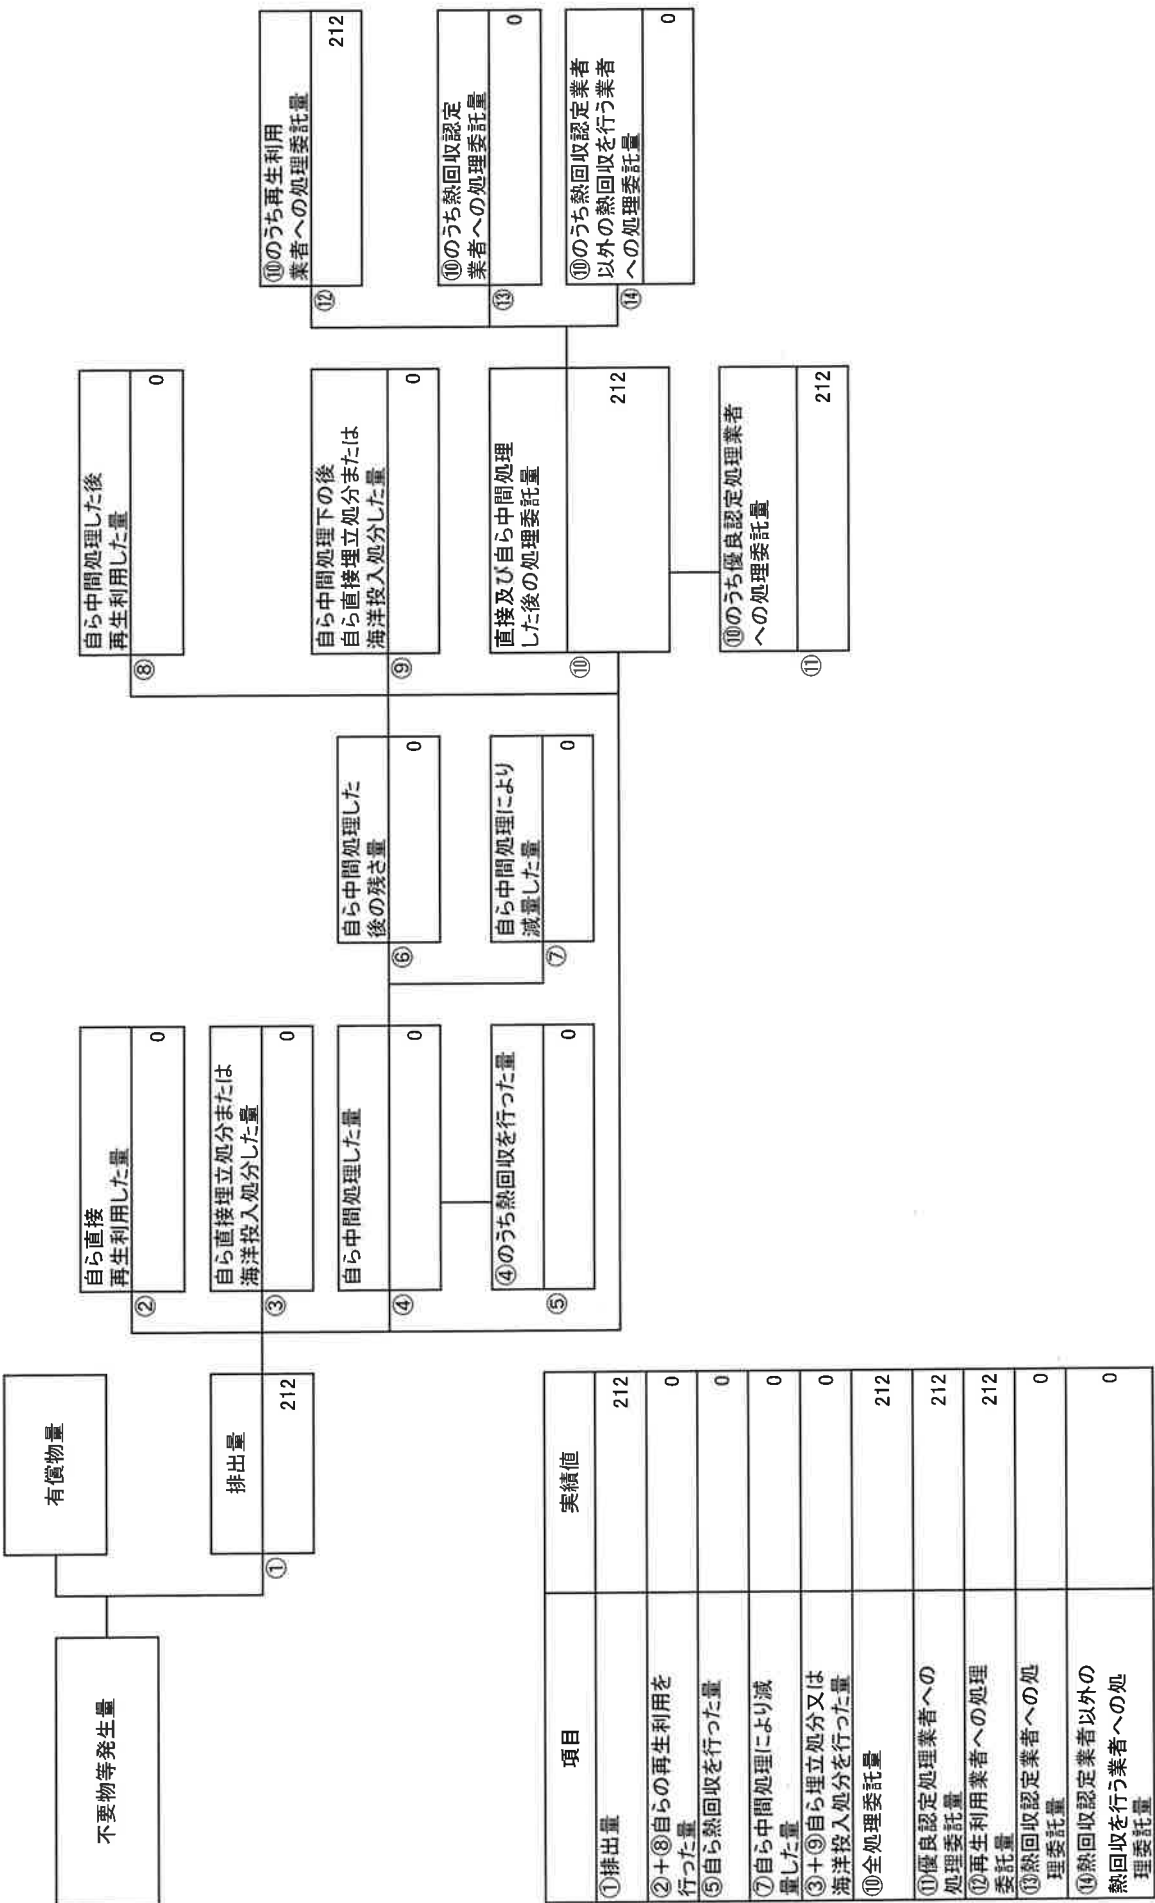 不要物等発生量
有償物量
排出量
①
212
自ら直接
再生利用した量
②
0
自ら直接埋立処分または
海洋投入処分した量
③
0
自ら中間処理した量
④
0
④のうち熱回収を行った量
⑤
0
自ら中間処理した
後の残さ量
⑥
0
自ら中間処理により
減量した量
⑦
0
自ら中間処理した後
再生利用した量
⑧
0
自ら中間処理下の後
自ら直接埋立処分または
海洋投入処分した量
⑨
0
直接及び自ら中間処理
した後の処理委託量
⑩
212
⑩のうち優良認定処理業者
への処理委託量
⑪
212
⑩のうち再生利用
業者への処理委託量
⑫
212
⑩のうち熱回収認定
業者への処理委託量
⑬
0
⑩のうち熱回収認定業者
以外の熱回収を行う業者
への処理委託量
⑭
0
項目 実績値
①排出量 212
②+⑧自らの再生利用を
行った量 0
⑤自ら熱回収を行った量 0
⑦自ら中間処理により減
量した量 0
③+⑨自ら埋立処分又は
海洋投入処分を行った量 0
⑩全処理委託量 212
⑪優良認定処理業者への
処理委託量 212
⑫再生利用業者への処理
委託量 212
⑬熱回収認定業者への処
理委託量 0
⑭熱回収認定業者以外の
熱回収を行う業者への処
理委託量 0